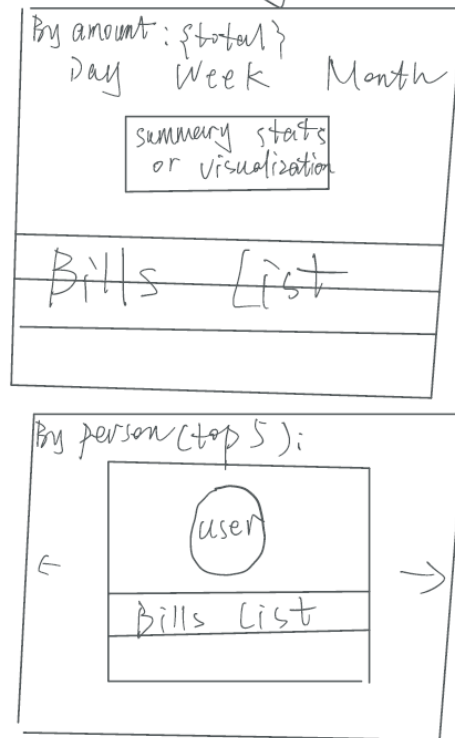 By amount: {total}
Day Week Month
summary stats
or visualization
Bills List
By person (top 5):
user
← →
Bills List